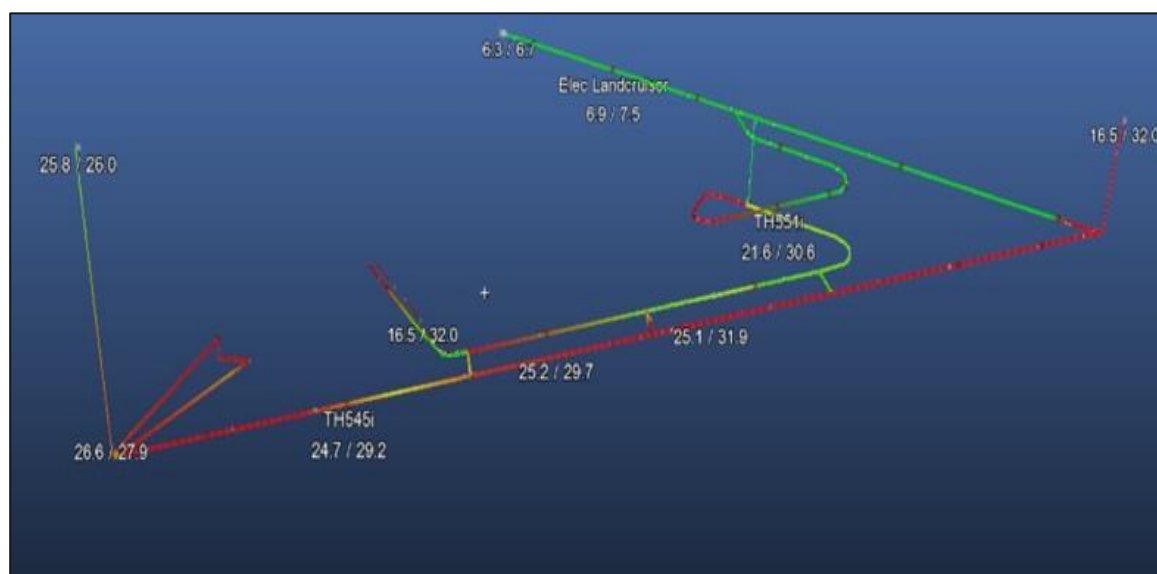 6.3 / 6.7
Elec Landcruisor
6.9 / 7.5
16.5 / 32.0
25.8 / 26.0
TH551i
21.6 / 30.6
16.5 / 32.0
25.1 / 31.9
25.2 / 29.7
TH545i
24.7 / 29.2
26.6 / 27.9